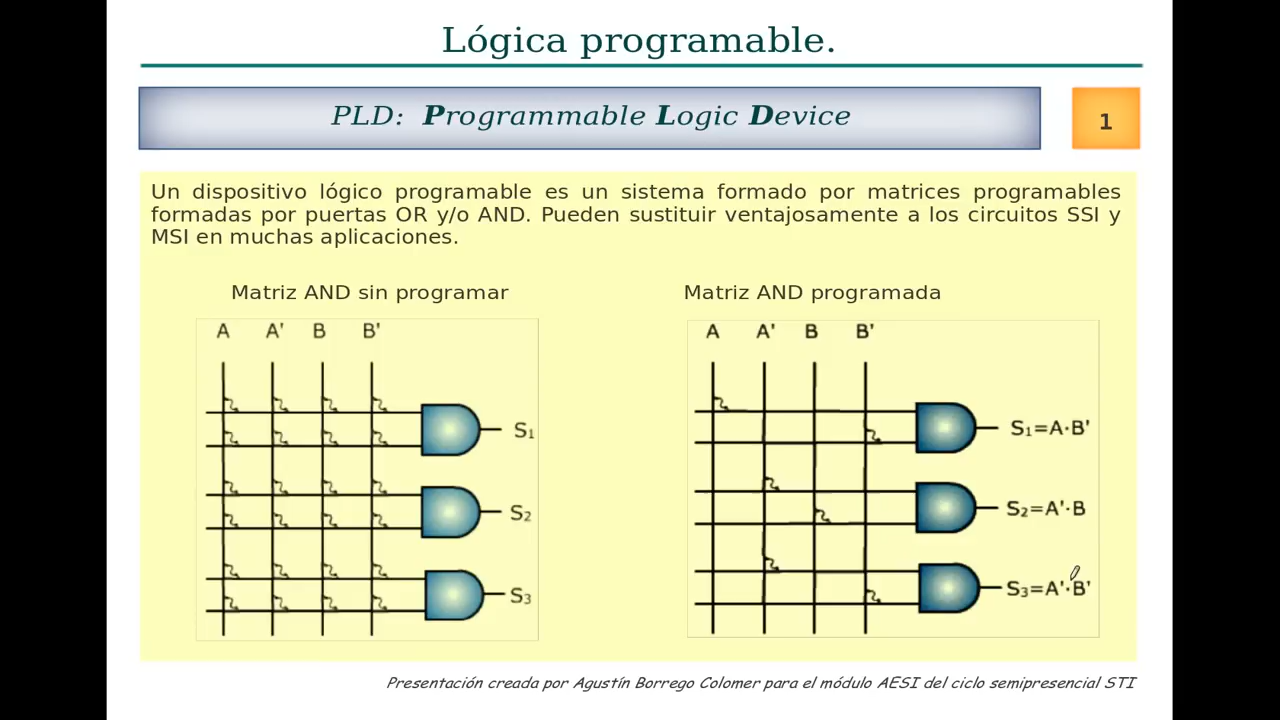 Lógica programable.
PLD: Programmable Logic Device
1
Un dispositivo lógico programable es un sistema formado por matrices programables
formadas por puertas OR y/o AND. Pueden sustituir ventajosamente a los circuitos SSI y
MSI en muchas aplicaciones.
Matriz AND sin programar
A A' B B'
S1
S2
S3
Matriz AND programada
A A' B B'
S1=A·B'
S2=A'·B
S3=A'·B'
Presentación creada por Agustín Borrego Colomer para el módulo AESI del ciclo semipresencial STI